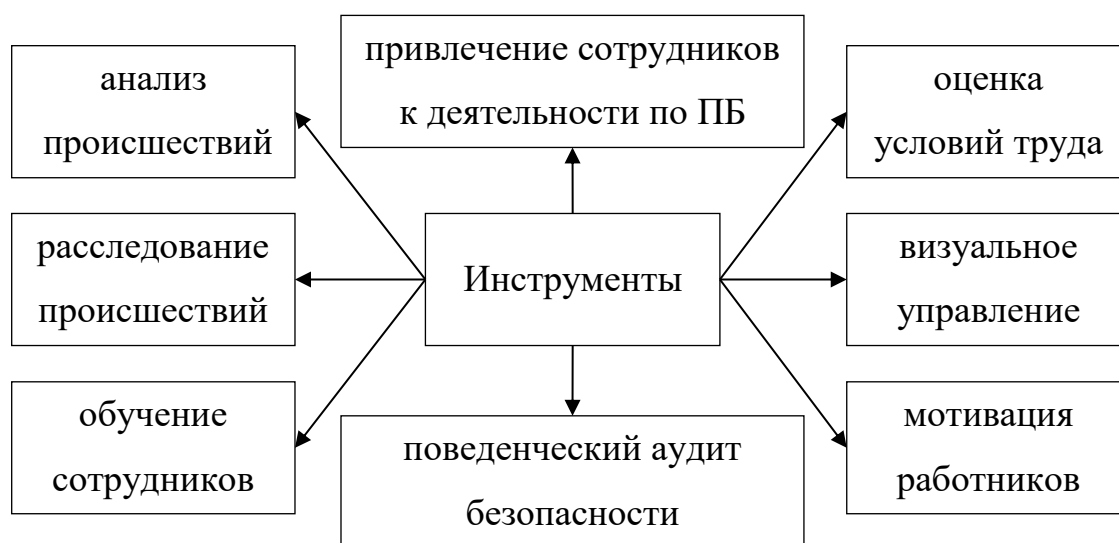 анализ
происшествий
привлечение сотрудников
к деятельности по ПБ
оценка
условий труда
расследование
происшествий
Инструменты
визуальное
управление
обучение
сотрудников
поведенческий аудит
безопасности
мотивация
работников